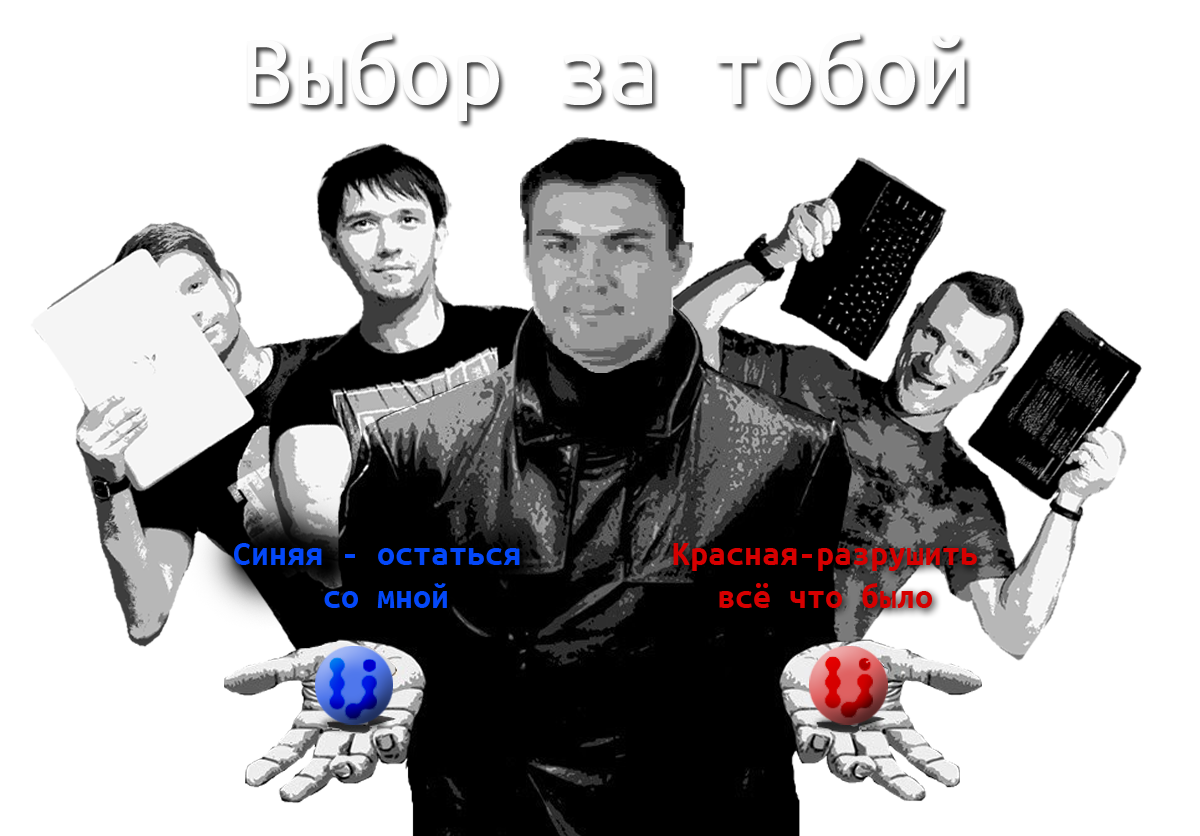 Выбор за тобой
Синяя - остаться
со мной
Красная-разрушить
всё что было